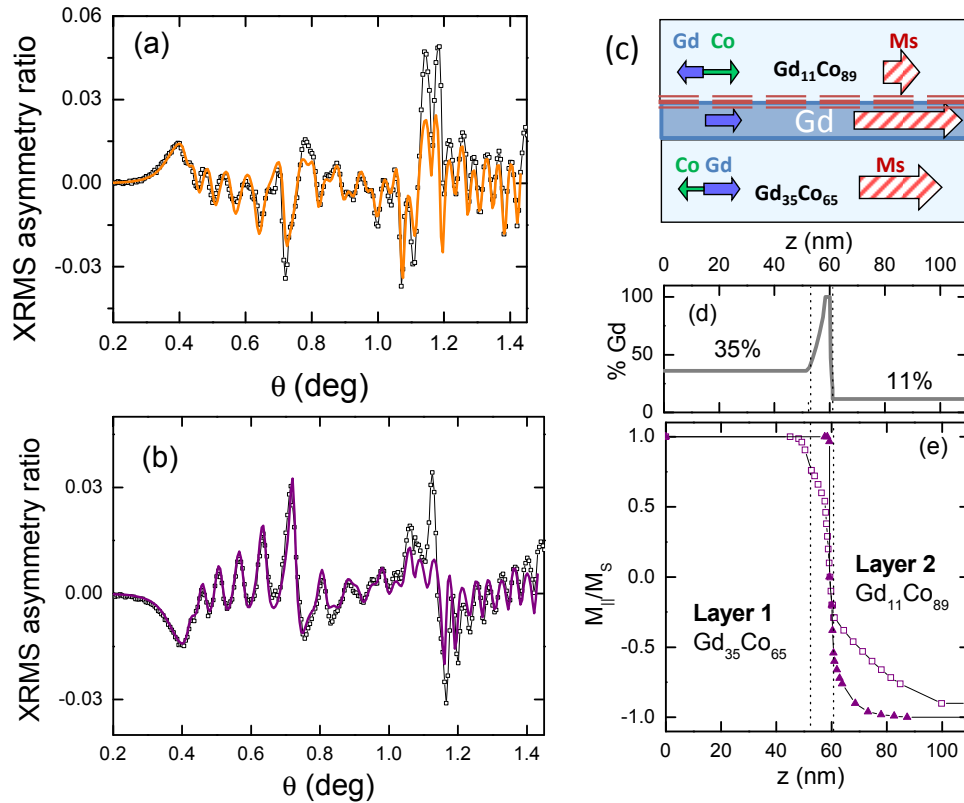 (a)
XRMS asymmetry ratio
0.06
0.03
0.00
-0.03
0.2 0.4 0.6 0.8 1.0 1.2 1.4
θ (deg)
(b)
XRMS asymmetry ratio
0.03
0.00
-0.03
0.2 0.4 0.6 0.8 1.0 1.2 1.4
θ (deg)
(c)
Gd Co Ms
Gd₁₁Co₈₉
Gd
Co Gd Ms
Gd₃₅Co₆₅
z (nm)
0 20 40 60 80 100
(d)
% Gd
100
50
0
35%
11%
(e)
M||/MS
1.0
0.5
0.0
-0.5
-1.0
Layer 2
Gd₁₁Co₈₉
Layer 1
Gd₃₅Co₆₅
0 20 40 60 80 100
z (nm)